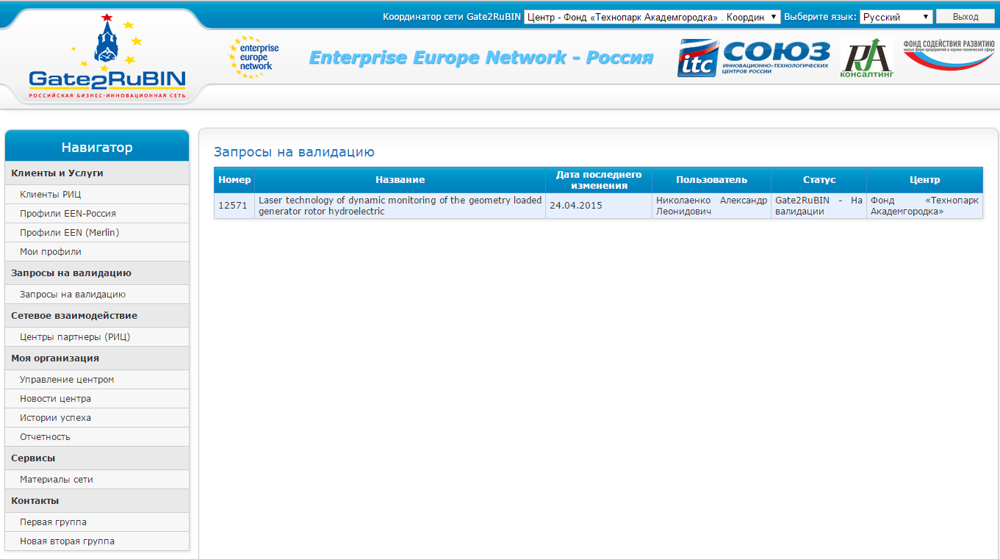 Координатор сети Gate2RuBIN Центр - Фонд «Технопарк Академгородка» . Координ Выберите язык: Русский Выход
Gate2RuBIN
РОССИЙСКАЯ БИЗНЕС-ИННОВАЦИОННАЯ СЕТЬ
enterprise
europe
network
Enterprise Europe Network - Россия
itc
СОЮЗ
ИННОВАЦИОННО-ТЕХНОЛОГИЧЕСКИХ
ЦЕНТРОВ РОССИИ
RA
КОНСАЛТИНГ
ФОНД СОДЕЙСТВИЯ РАЗВИТИЮ
малых форм предприятий в научно-технической сфере
Навигатор
Клиенты и Услуги
Клиенты РИЦ
Профили EEN-Россия
Профили EEN (Merlin)
Мои профили
Запросы на валидацию
Запросы на валидацию
Сетевое взаимодействие
Центры партнеры (РИЦ)
Моя организация
Управление центром
Новости центра
Истории успеха
Отчетность
Сервисы
Материалы сети
Контакты
Первая группа
Новая вторая группа
Запросы на валидацию
Номер Название Дата последнего изменения Пользователь Статус Центр
12571 Laser technology of dynamic monitoring of the geometry loaded 24.04.2015 Николаенко Александр Gate2RuBIN - На Фонд «Технопарк
generator rotor hydroelectric Леонидович валидации Академгородка»